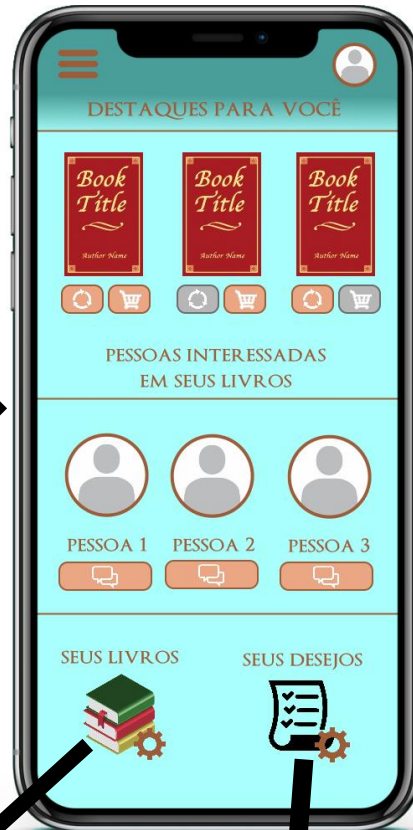 DESTAQUES PARA VOCÊ
Book Title Author Name
Book Title Author Name
Book Title Author Name
PESSOAS INTERESSADAS
EM SEUS LIVROS
PESSOA 1 PESSOA 2 PESSOA 3
SEUS LIVROS SEUS DESEJOS